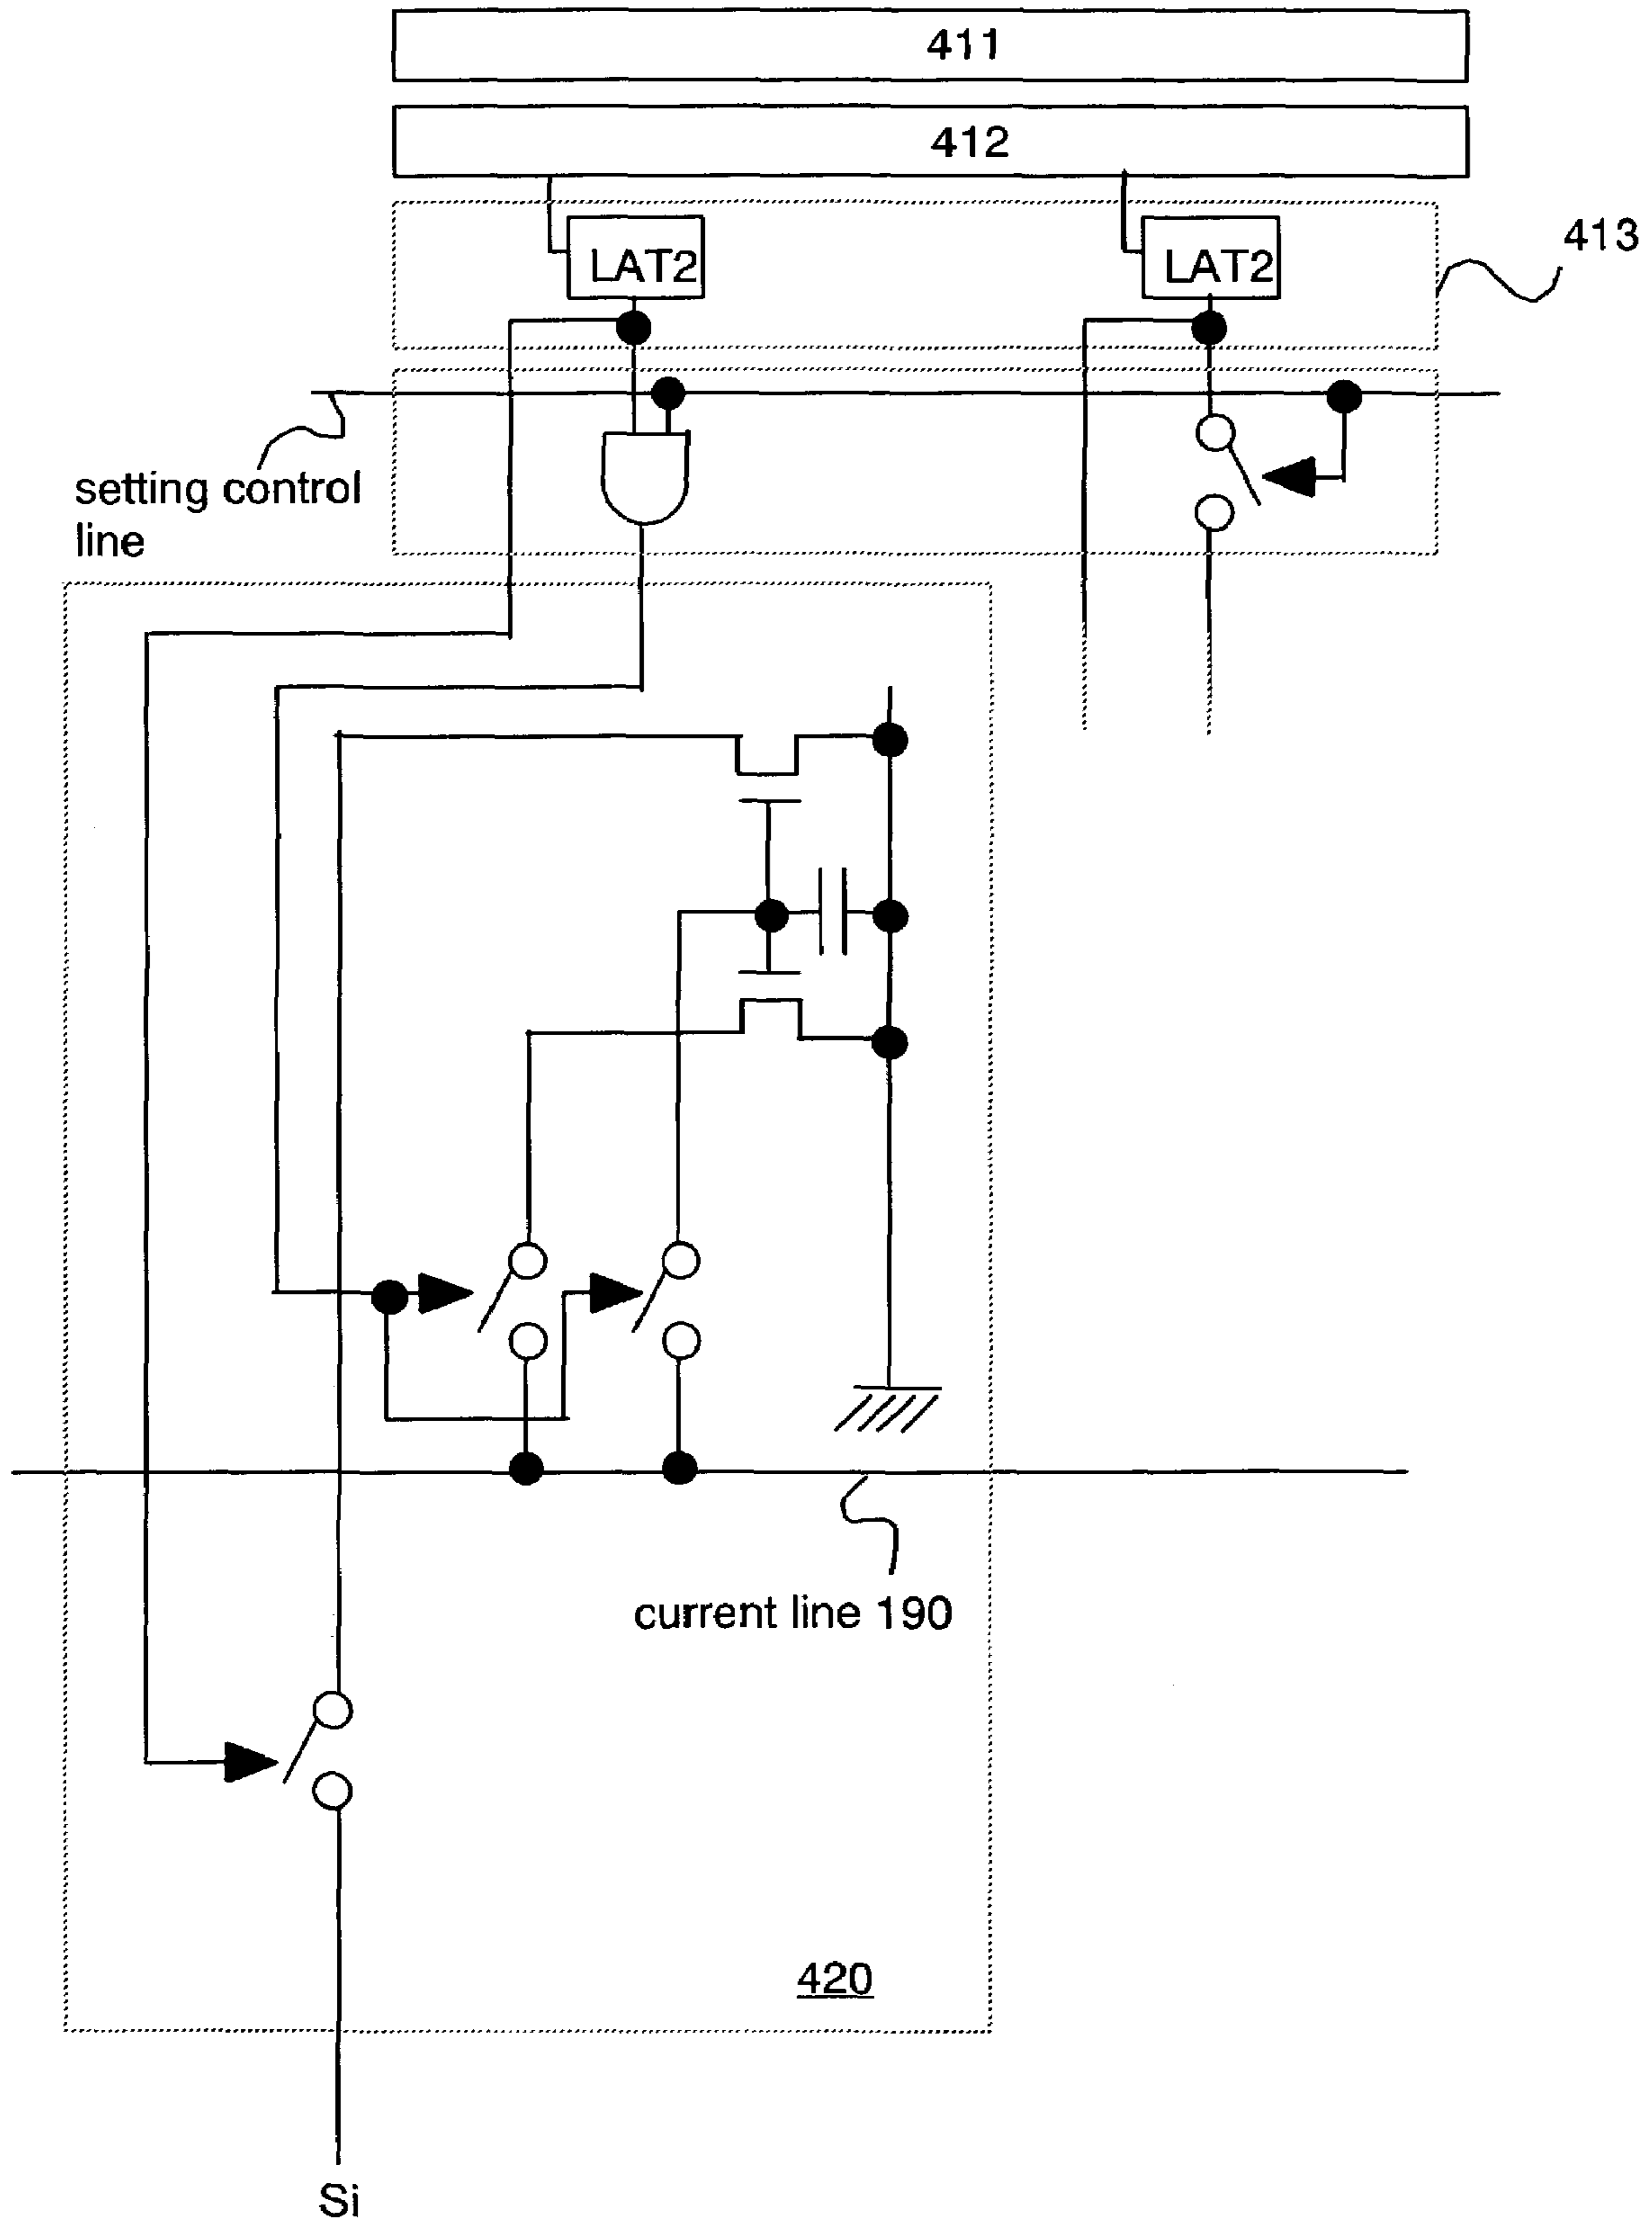 411
412
413
LAT2
LAT2
setting control
line
current line 190
420
Si